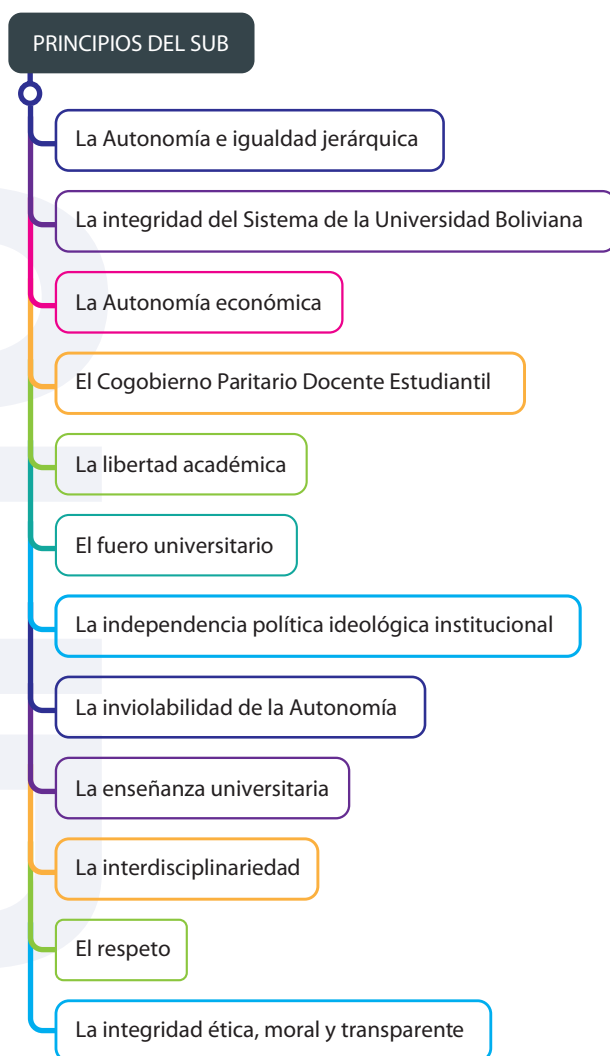 PRINCIPIOS DEL SUB
La Autonomía e igualdad jerárquica
La integridad del Sistema de la Universidad Boliviana
La Autonomía económica
El Cogobierno Paritario Docente Estudiantil
La libertad académica
El fuero universitario
La independencia política ideológica institucional
La inviolabilidad de la Autonomía
La enseñanza universitaria
La interdisciplinariedad
El respeto
La integridad ética, moral y transparente